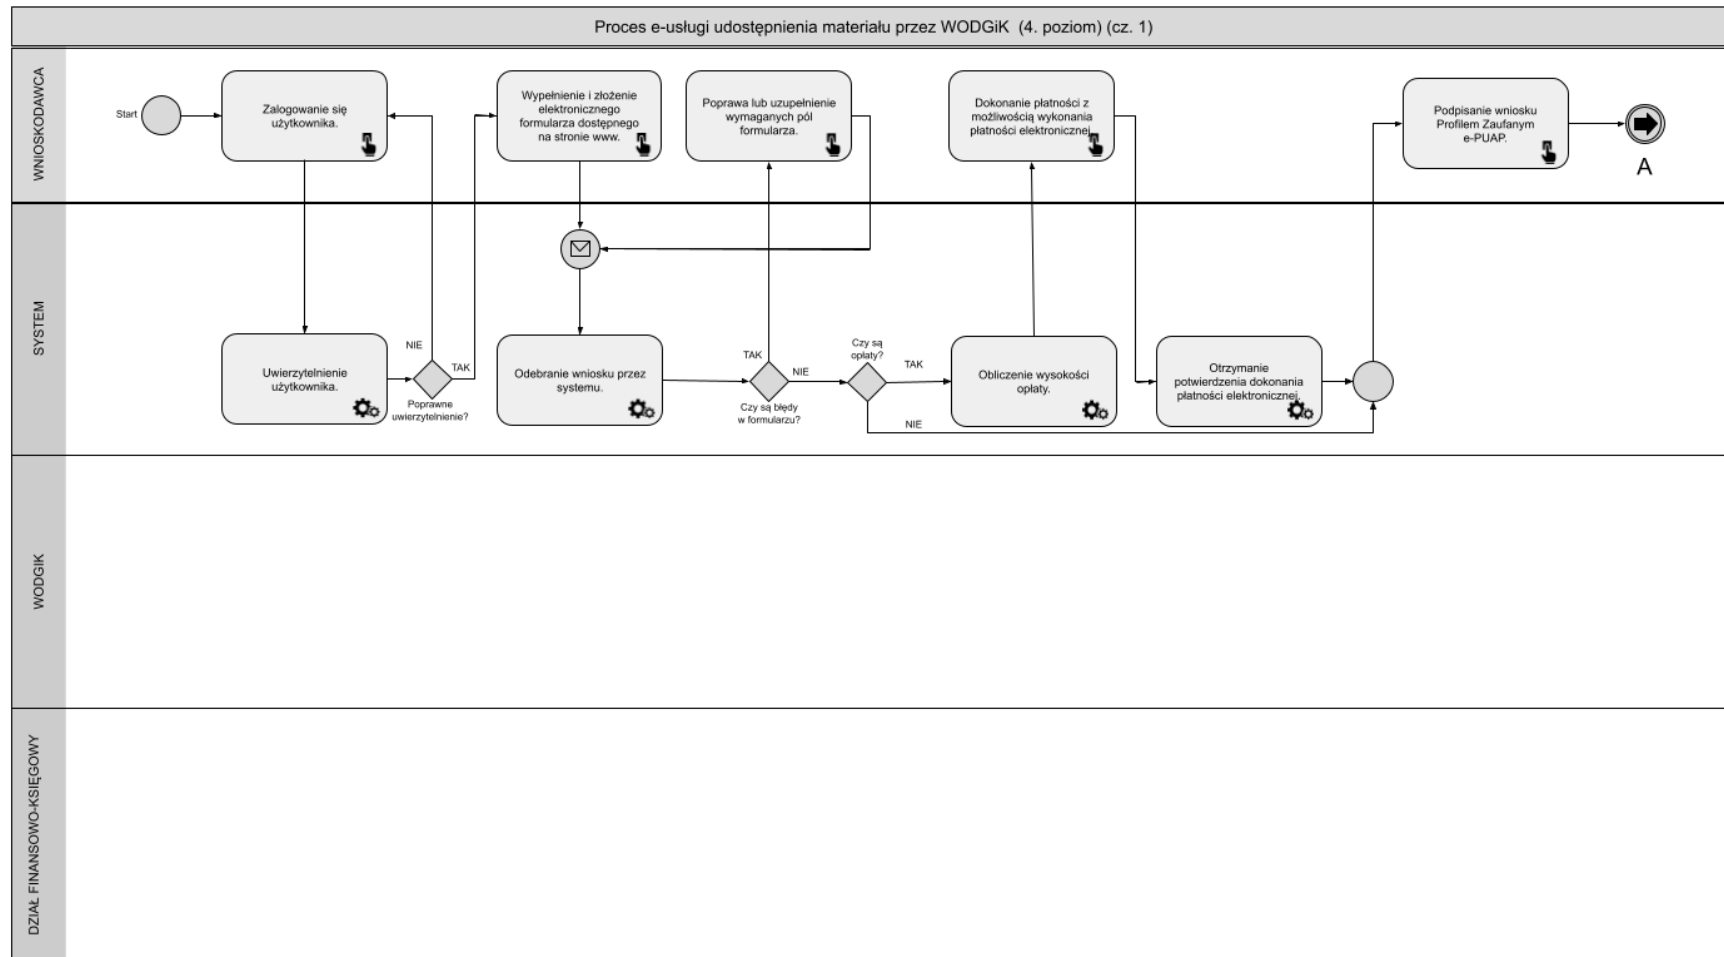 Proces e-usługi udostępnienia materiału przez WODGiK  (4. poziom) (cz. 1)
WNIOSKODAWCA
Start
Zalogowanie się
użytkownika.
Wypełnienie i złożenie
elektronicznego
formularza dostępnego
na stronie www.
Poprawa lub uzupełnienie
wymaganych pól
formularza.
Dokonanie płatności z
możliwością wykonania
płatności elektronicznej.
Podpisanie wniosku
Profilem Zaufanym
e-PUAP.
A
SYSTEM
Uwierzytelnienie
użytkownika.
NIE
TAK
Poprawne
uwierzytelnienie?
Odebranie wniosku przez
systemu.
TAK
NIE
Czy są błędy
w formularzu?
Czy są
opłaty?
TAK
NIE
Obliczenie wysokości
opłaty.
Otrzymanie
potwierdzenia dokonania
płatności elektronicznej.
WODGIK
DZIAŁ FINANSOWO-KSIĘGOWY